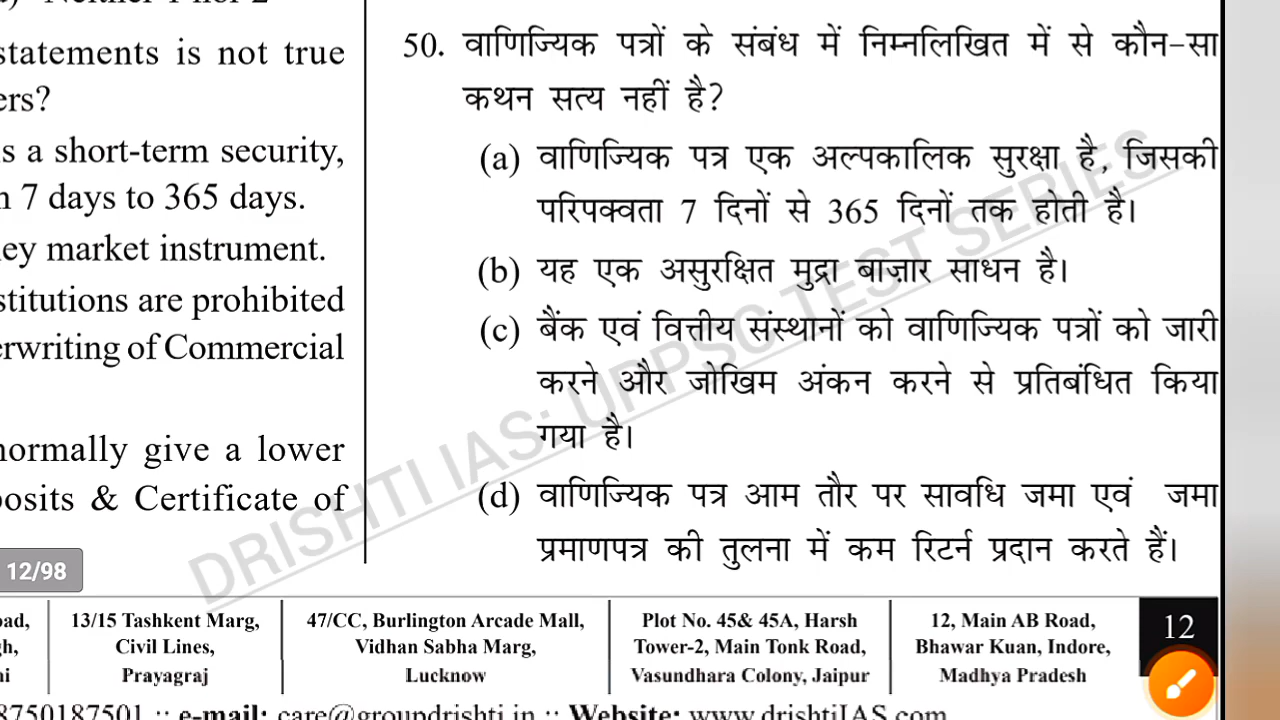 statements is not true
ers?
s a short-term security,
n 7 days to 365 days.
ey market instrument.
stitutions are prohibited
erwriting of Commercial
normally give a lower
posits & Certificate of
50. वाणिज्यिक पत्रों के संबंध में निम्नलिखित में से कौन-सा
कथन सत्य नहीं है?
(a) वाणिज्यिक पत्र एक अल्पकालिक सुरक्षा है, जिसकी
परिपक्वता 7 दिनों से 365 दिनों तक होती है।
(b) यह एक असुरक्षित मुद्रा बाज़ार साधन है।
(c) बैंक एवं वित्तीय संस्थानों को वाणिज्यिक पत्रों को जारी
करने और जोखिम अंकन करने से प्रतिबंधित किया
गया है।
(d) वाणिज्यिक पत्र आम तौर पर सावधि जमा एवं जमा
प्रमाणपत्र की तुलना में कम रिटर्न प्रदान करते हैं।
DRISHTI IAS: UPPSC TEST SERIES
12/98
oad,
gh,
hi
13/15 Tashkent Marg,
Civil Lines,
Prayagraj
47/CC, Burlington Arcade Mall,
Vidhan Sabha Marg,
Lucknow
Plot No. 45& 45A, Harsh
Tower-2, Main Tonk Road,
Vasundhara Colony, Jaipur
12, Main AB Road,
Bhawar Kuan, Indore,
Madhya Pradesh
12
8750187501 :: e-mail: care@groupdrishti.in :: Website: www.drishtiIAS.com